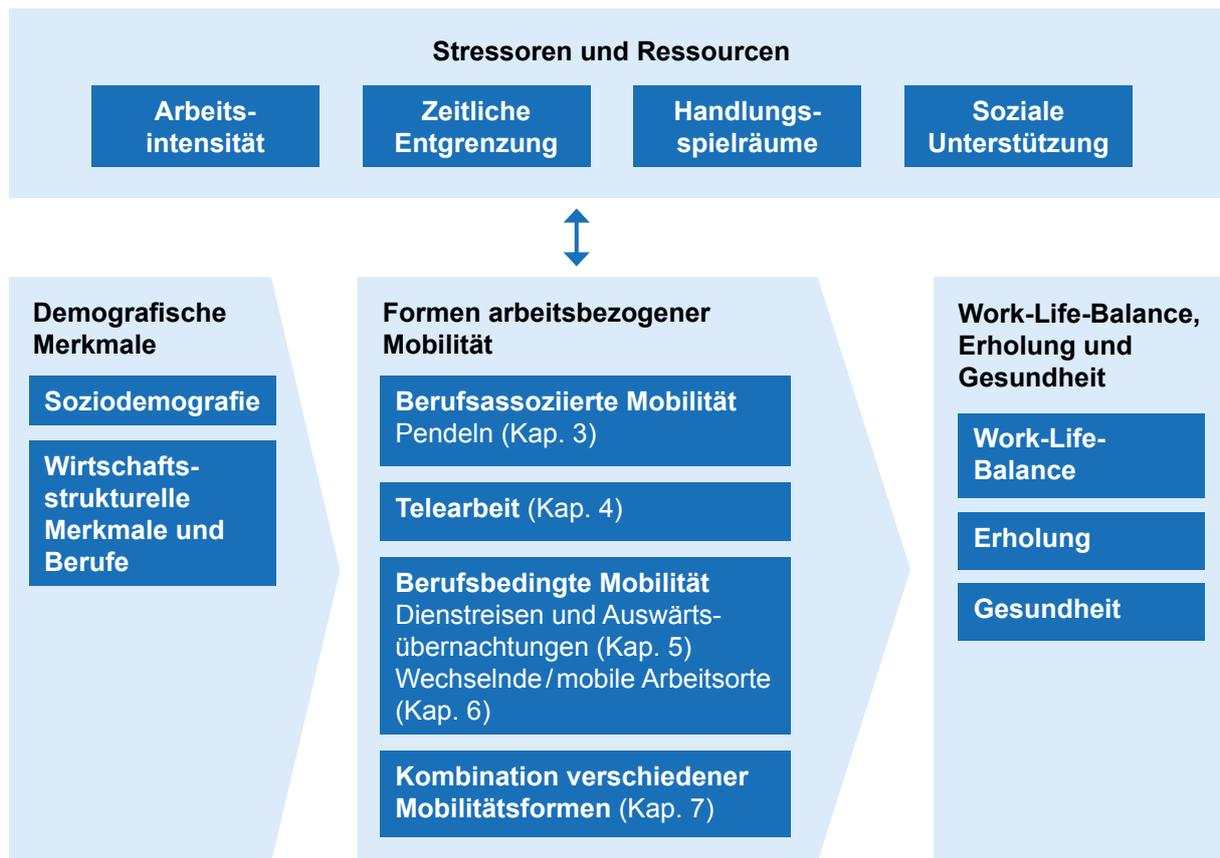 Stressoren und Ressourcen
Arbeits-
intensität
Zeitliche
Entgrenzung
Handlungs-
spielräume
Soziale
Unterstützung
Demografische
Merkmale
Soziodemografie
Wirtschafts-
strukturelle
Merkmale und
Berufe
Formen arbeitsbezogener
Mobilität
Berufsassoziierte Mobilität
Pendeln (Kap. 3)
Telearbeit (Kap. 4)
Berufsbedingte Mobilität
Dienstreisen und Auswärts-
übernachtungen (Kap. 5)
Wechselnde / mobile Arbeitsorte
(Kap. 6)
Kombination verschiedener
Mobilitätsformen (Kap. 7)
Work-Life-Balance,
Erholung und
Gesundheit
Work-Life-
Balance
Erholung
Gesundheit